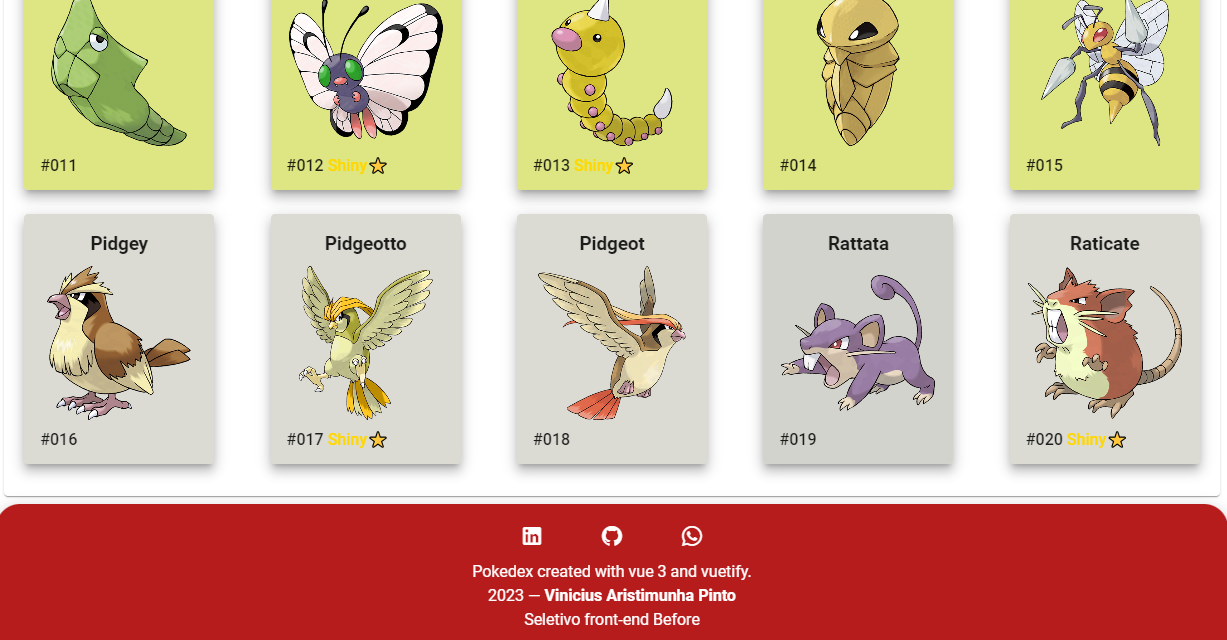 #011
#012 Shiny
#013 Shiny
#014
#015
Pidgey
Pidgeotto
Pidgeot
Rattata
Raticate
#016
#017 Shiny
#018
#019
#020 Shiny
Pokedex created with vue 3 and vuetify.
2023 — Vinicius Aristimunha Pinto
Seletivo front-end Before